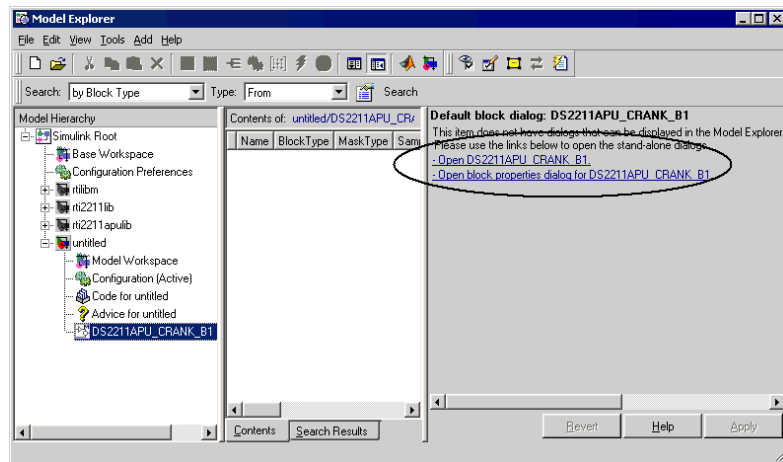 Model Explorer
File Edit View Tools Add Help
Search: by Block Type Type: From Search
Model Hierarchy
Simulink Root
Base Workspace
Configuration Preferences
rtilibm
rti2211lib
rti2211apulib
untitled
Model Workspace
Configuration (Active)
Code for untitled
Advice for untitled
DS2211APU_CRANK_B1
Contents of: untitled/DS2211APU_CR
Name BlockType MaskType Sam
Contents Search Results
Default block dialog: DS2211APU_CRANK_B1
This item does not have dialogs that can be displayed in the Model Explorer
Please use the links below to open the stand-alone dialogs
- Open DS2211APU_CRANK_B1.
- Open block properties dialog for DS2211APU_CRANK_B1
Revert Help Apply